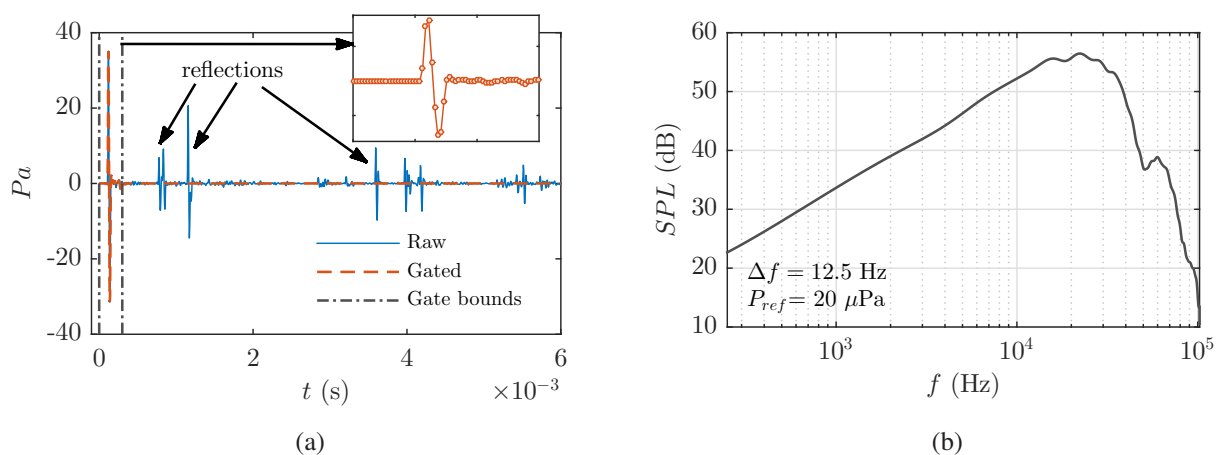 40
20
0
-20
-40
Pa
reflections
Raw
Gated
Gate bounds
0
2
4
6
t (s)
×10⁻³
(a)
60
50
40
30
20
10
SPL (dB)
Δf = 12.5 Hz
P_ref = 20 μPa
10³
10⁴
10⁵
f (Hz)
(b)